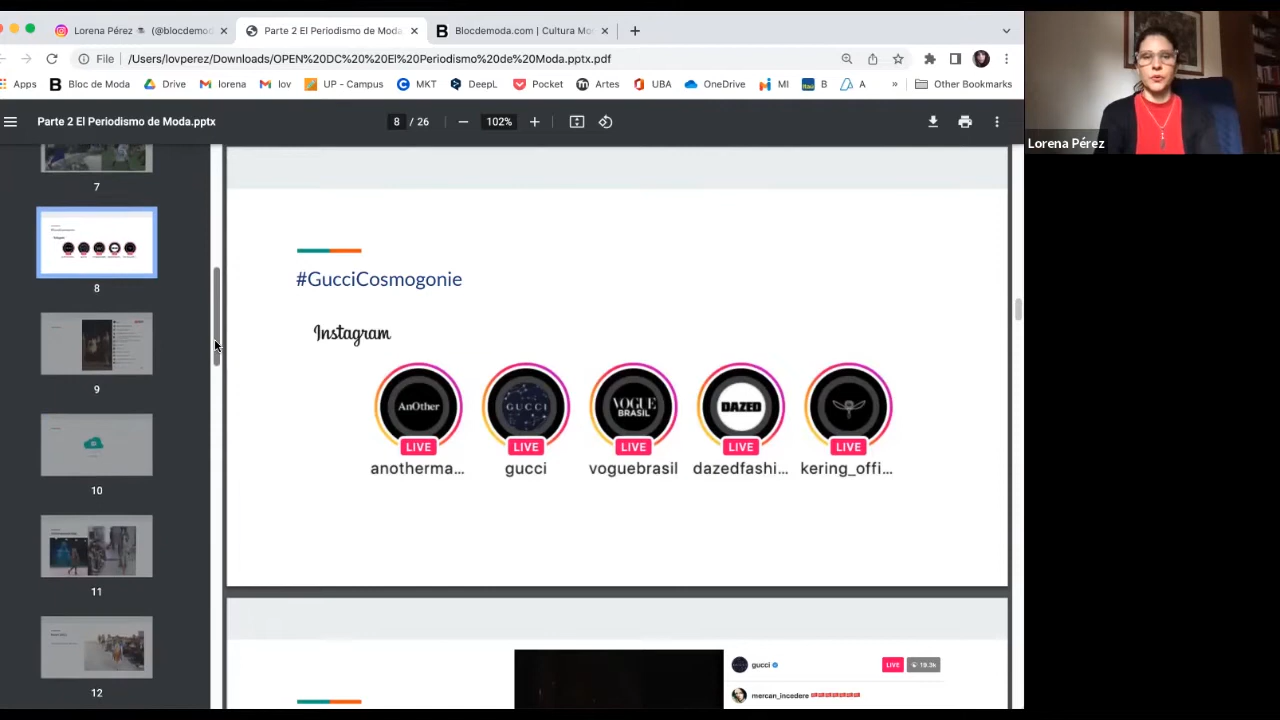 Lorena Pérez
(@blocdemod
Parte 2 El Periodismo de Moda.
Blocdemoda.com | Cultura Mo
File
/Users/lovperez/Downloads/OPEN%20DC%20%20El%20Periodismo%20de%20Moda.pptx.pdf
Apps
Bloc de Moda
Drive
lorena
lov
UP - Campus
MKT
DeepL
Pocket
Artes
UBA
OneDrive
MI
B
A
»
Other Bookmarks
Parte 2 El Periodismo de Moda.pptx
8 / 26
102%
Lorena Pérez
7
8
9
10
11
12
#GucciCosmogonie
Instagram
AnOther
GUCCI
VOGUE
BRASIL
DAZED
LIVE
LIVE
LIVE
LIVE
LIVE
anotherma...
gucci
voguebrasil
dazedfashi...
kering_offi...
gucci
LIVE
19.3k
mercan_incedere